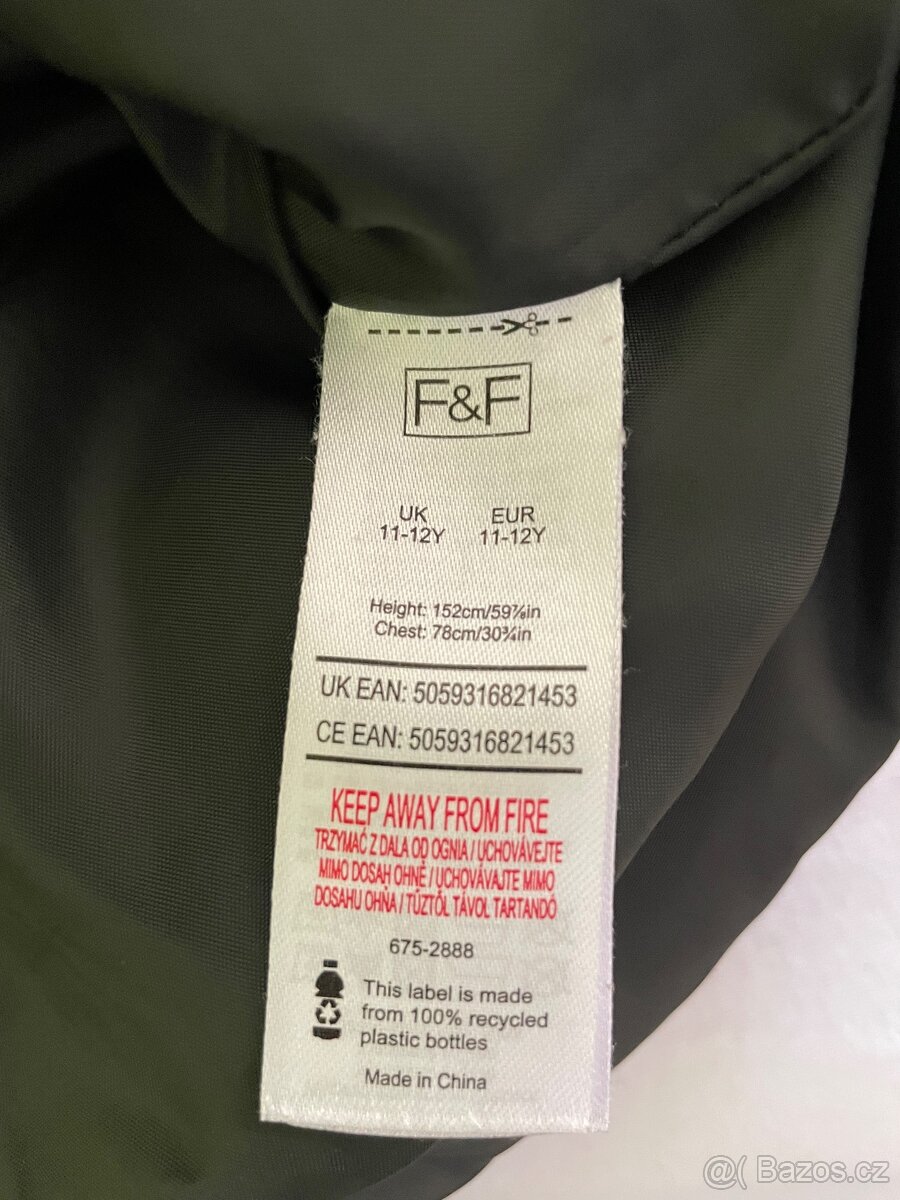 F&F
UK EUR
11-12Y 11-12Y
Height: 152cm/59⅞in
Chest: 78cm/30¾in
UK EAN: 5059316821453
CE EAN: 5059316821453
KEEP AWAY FROM FIRE
TRZYMAĆ Z DALA OD OGNIA / UCHOVÁVEJTE
MIMO DOSAH OHNĚ / UCHOVÁVAJTE MIMO
DOSAHU OHŇA / TŰZTŐL TÁVOL TARTANDÓ
675-2888
This label is made
from 100% recycled
plastic bottles
Made in China
@( Bazos.cz